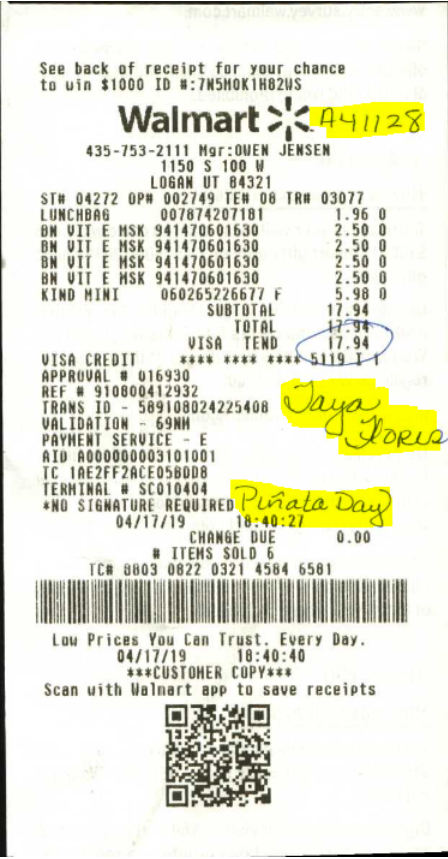 See back of receipt for your chance
to win $1000 ID #:7N5M0K1H82WS
Walmart A41128
435-753-2111 Mgr:OWEN JENSEN
1150 S 100 W
LOGAN UT 84321
ST# 04272 OP# 002749 TE# 08 TR# 03077
LUNCHBAG 007874207181 1.96 O
BN VIT E MSK 941470601630 2.50 O
BN VIT E MSK 941470601630 2.50 O
BN VIT E MSK 941470601630 2.50 O
BN VIT E MSK 941470601630 2.50 O
KIND MINI 060265226677 F 5.98 O
SUBTOTAL 17.94
TOTAL 17.94
VISA TEND 17.94
VISA CREDIT **** **** **** 5119 I 1
APPROVAL # 016930
REF # 910800412932
TRANS ID - 589108024225408
VALIDATION - 69NM
PAYMENT SERVICE - E
AID A000000003101001
TC 1AE2FF2ACE058DD8
TERMINAL # SC010404
Taya
Flores
*NO SIGNATURE REQUIRED Piñata Day
04/17/19 18:40:27
CHANGE DUE 0.00
# ITEMS SOLD 6
TC# 8803 0822 0321 4584 6581
Low Prices You Can Trust. Every Day.
04/17/19 18:40:40
***CUSTOMER COPY***
Scan with Walmart app to save receipts